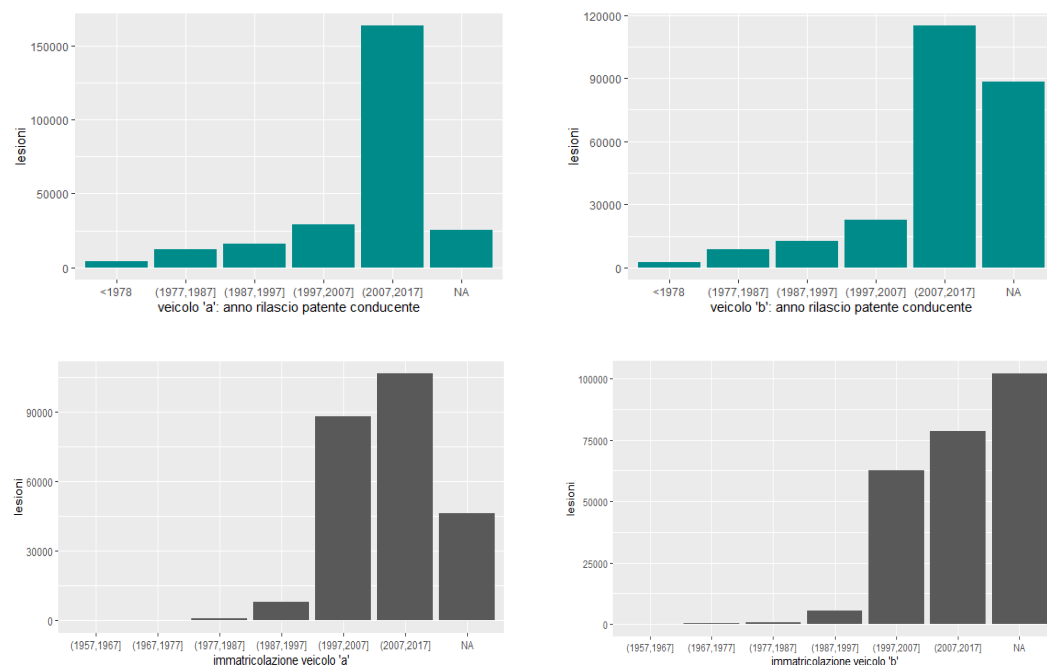 150000
100000
50000
0
lesioni
<1978 (1977,1987] (1987,1997] (1997,2007] (2007,2017] NA
veicolo 'a': anno rilascio patente conducente
120000
90000
60000
30000
0
lesioni
<1978 (1977,1987] (1987,1997] (1997,2007] (2007,2017] NA
veicolo 'b': anno rilascio patente conducente
90000
60000
30000
0
lesioni
(1957,1967] (1967,1977] (1977,1987] (1987,1997] (1997,2007] (2007,2017] NA
immatricolazione veicolo 'a'
100000
75000
50000
25000
0
lesioni
(1957,1967] (1967,1977] (1977,1987] (1987,1997] (1997,2007] (2007,2017] NA
immatricolazione veicolo 'b'